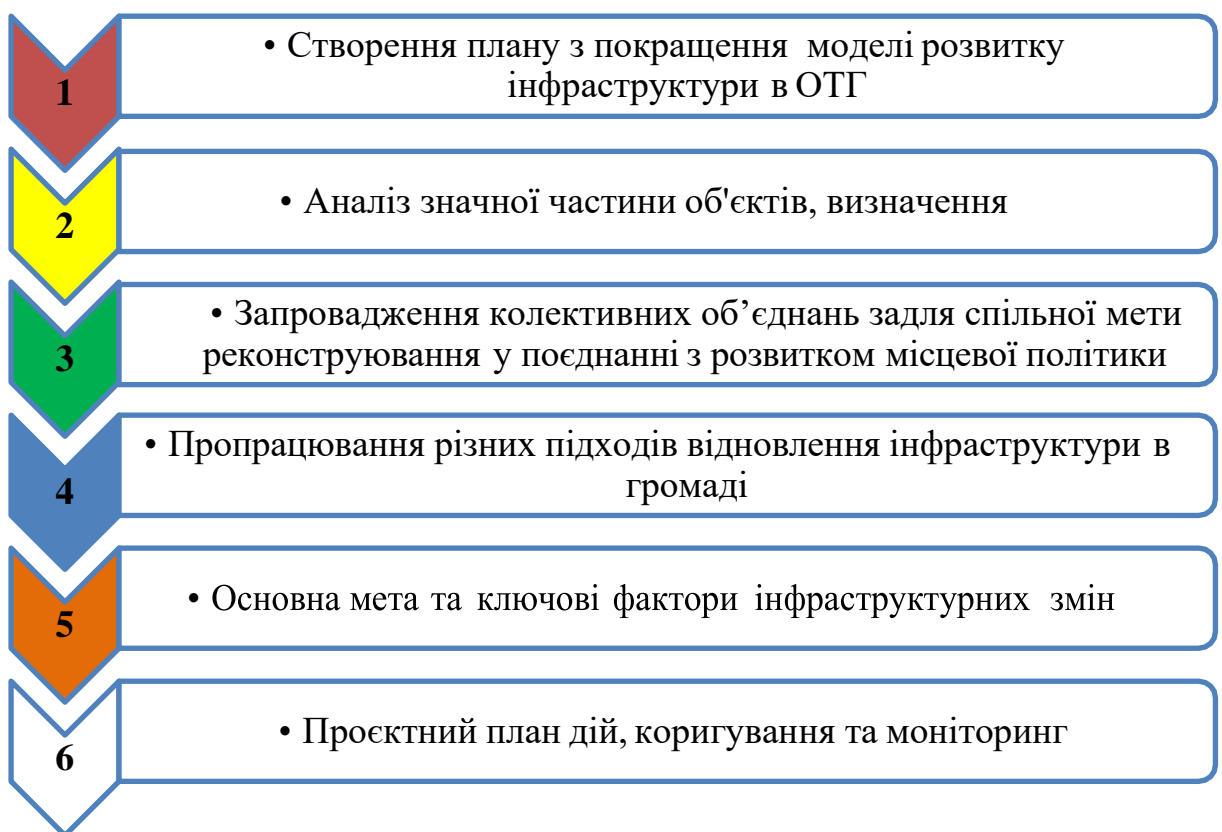 1
• Створення плану з покращення моделі розвитку
інфраструктури в ОТГ
2
• Аналіз значної частини об'єктів, визначення
3
• Запровадження колективних об’єднань задля спільної мети
реконструювання у поєднанні з розвитком місцевої політики
4
• Пропрацювання різних підходів відновлення інфраструктури в
громаді
5
• Основна мета та ключові фактори інфраструктурних змін
6
• Проєктний план дій, коригування та моніторинг